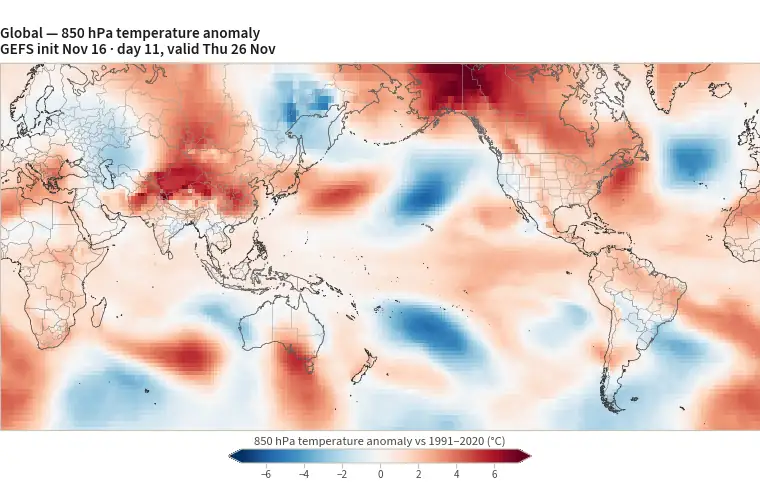 Global — 850 hPa temperature anomaly
GEFS init Nov 16 · day 11, valid Thu 26 Nov
850 hPa temperature anomaly vs 1991–2020 (°C)
−6 −4 −2 0 2 4 6